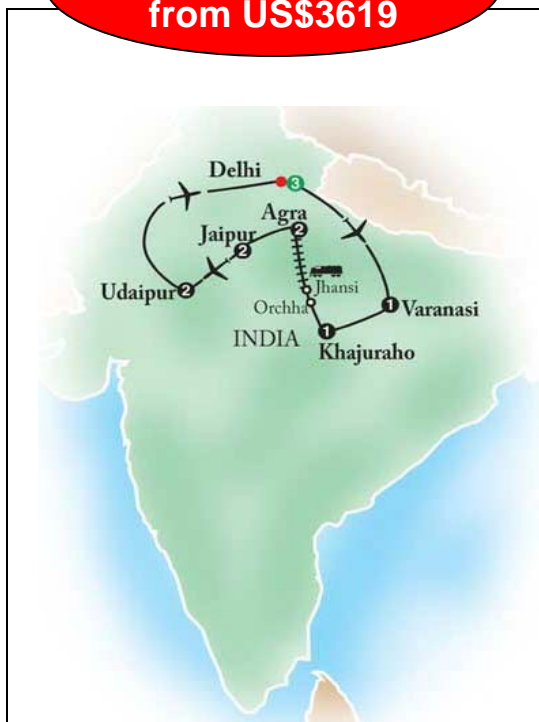 from US$3619
Delhi
3
Agra
2
Jaipur
2
Jhansi
Udaipur
2
Orchha
1
Varanasi
INDIA
1
Khajuraho